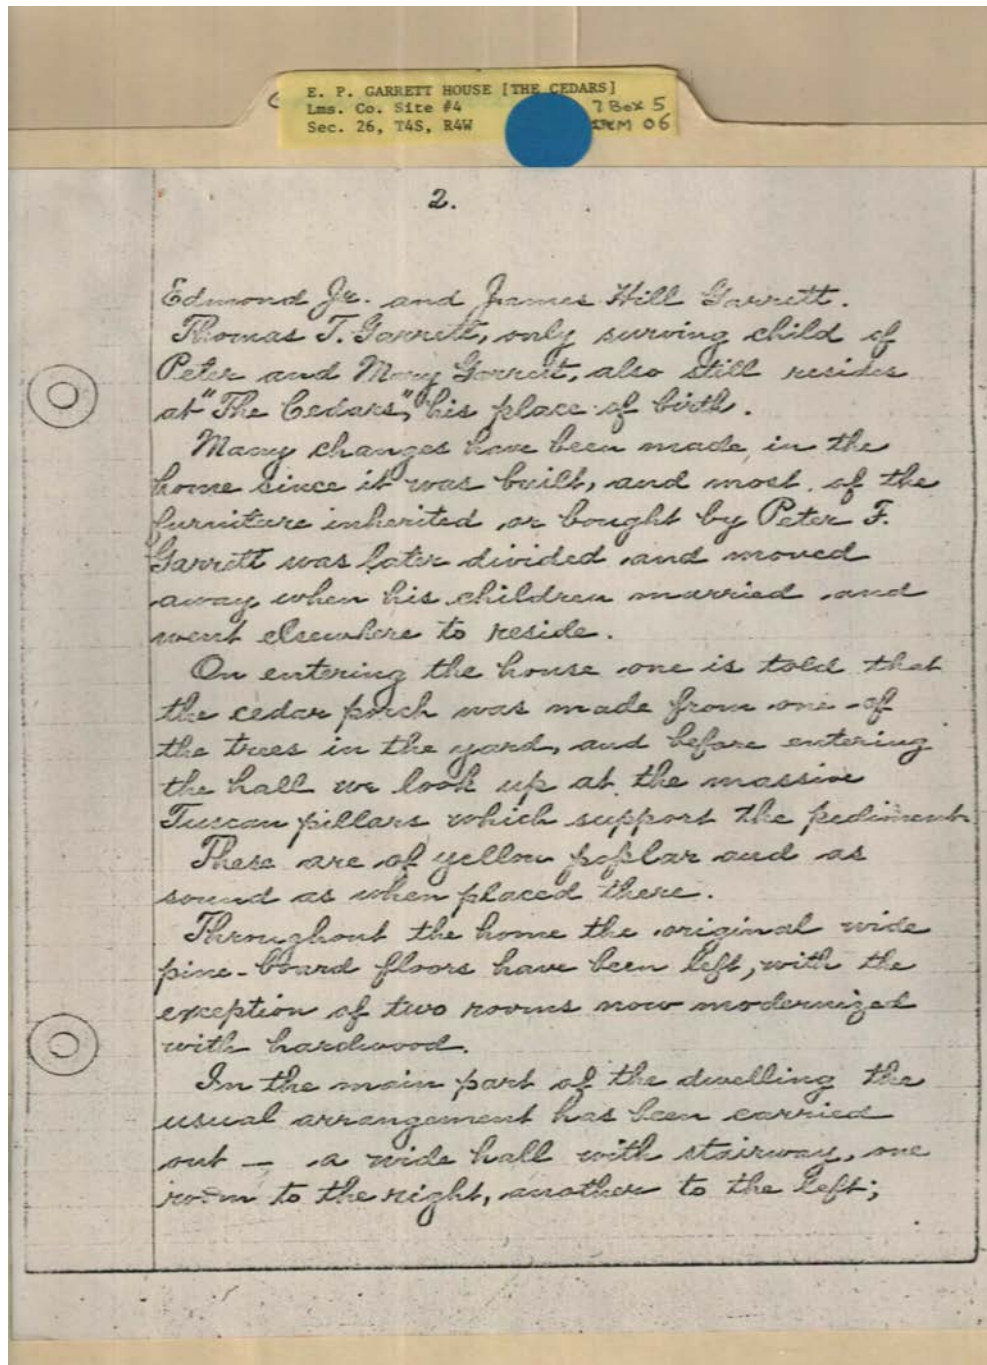 E. P. GARRETT HOUSE [THE CEDARS]
Lms. Co. Site #4 7 Box 5
Sec. 26, T4S, R4W 06
2.
Edmond Jr. and James Hill Garrett.
Thomas T. Garrett, only surving child of
Peter and Mary Garrett, also still resides
at "The Cedars", his place of birth.
Many changes have been made in the
home since it was built, and most of the
furniture inherited or bought by Peter F.
Garrett was later divided and moved
away when his children married and
went elsewhere to reside.
On entering the house one is told that
the cedar porch was made from one of
the trees in the yard, and before entering
the hall we look up at the massive
Tuscan pillars which support the pediment.
These are of yellow poplar and as
sound as when placed there.
Throughout the home the original wide
pine-board floors have been left, with the
exception of two rooms now modernized
with hardwood.
In the main part of the dwelling the
usual arrangement has been carried
out — a wide hall with stairway, one
room to the right, another to the left;